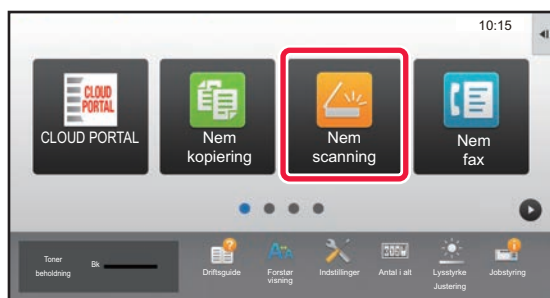 10:15
CLOUD
PORTAL
CLOUD PORTAL
Nem
kopiering
Nem
scanning
Nem
fax
Toner
beholdning
Bk
Driftsguide
Forstør
visning
Indstillinger
Antal i alt
Lysstyrke
Justering
Jobstyring